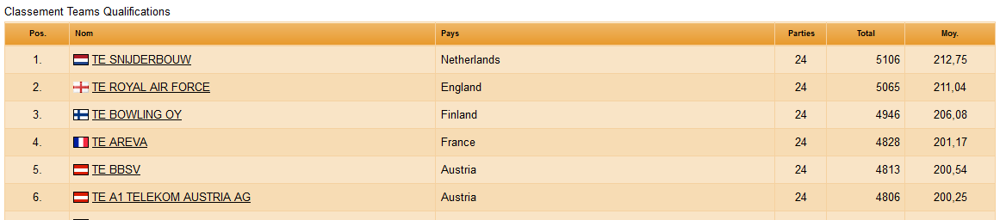 Classement Teams Qualifications
Pos. Nom Pays Parties Total Moy.
1. TE SNIJDERBOUW Netherlands 24 5106 212,75
2. TE ROYAL AIR FORCE England 24 5065 211,04
3. TE BOWLING OY Finland 24 4946 206,08
4. TE AREVA France 24 4828 201,17
5. TE BBSV Austria 24 4813 200,54
6. TE A1 TELEKOM AUSTRIA AG Austria 24 4806 200,25